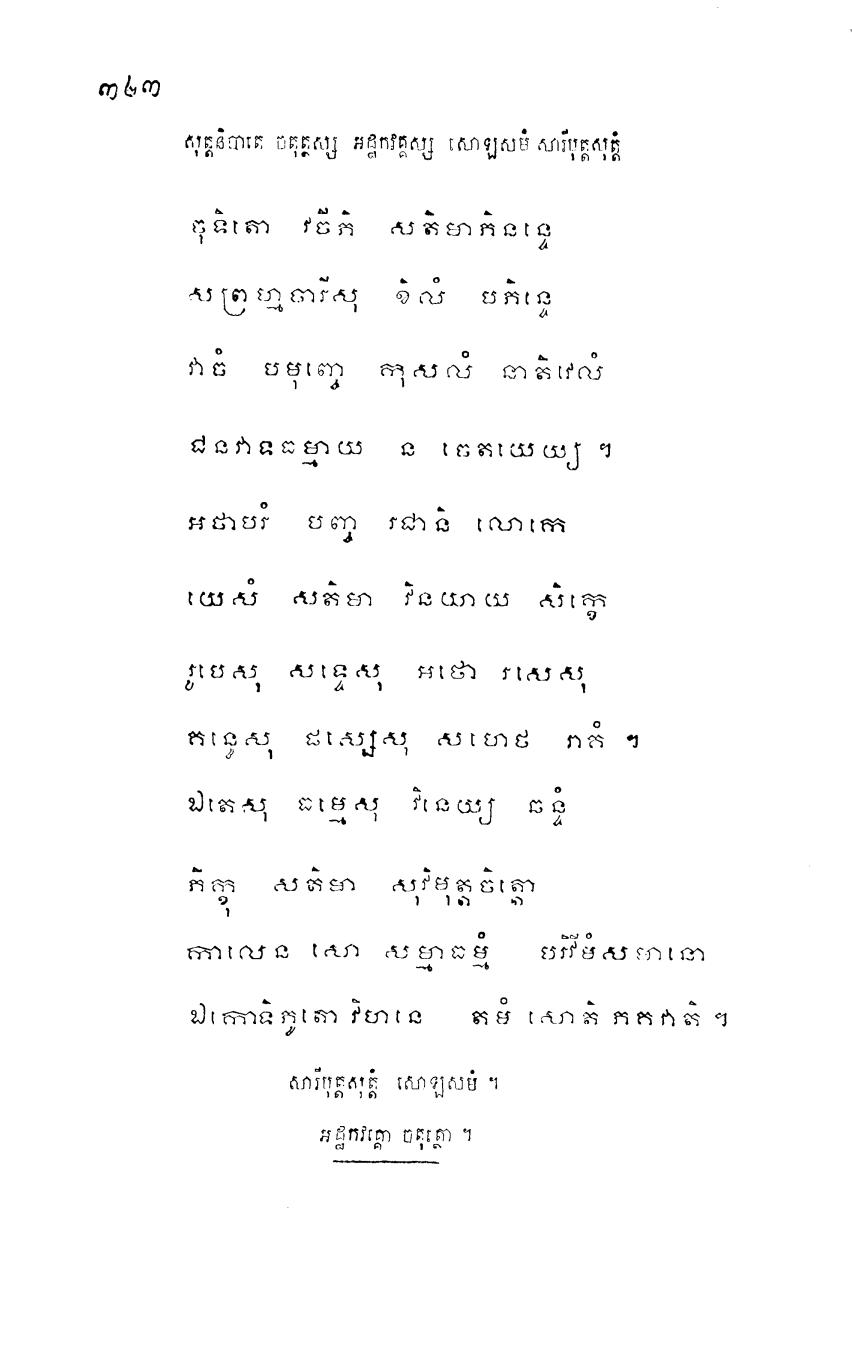 ៣៤៣
សុត្តនិបាតេ ចតុត្ថស្ស អដ្ឋកវគ្គស្ស សោឡសមំ សារីបុត្តសុត្តំ
ចុទិតោ វចីភិ សតិមាភិនន្ទេ
សព្រហ្មចារីសុ ខិលំ បភិន្ទេ
វាចំ បមុញ្ចេ កុសលំ នាតិវេលំ
ជនវាទធម្មាយ ន ចេតយេយ្យ ។
អថាបរំ បញ្ច រជានិ លោកេ
យេសំ សតិមា វិនយាយ សិក្ខេ
រូបេសុ សទ្ទេសុ អថោ រសេសុ
គន្ធេសុ ផស្សេសុ សហេថ រាគំ ។
ឯតេសុ ធម្មេសុ វិនេយ្យ ឆន្ទំ
ភិក្ខុ សតិមា សុវិមុត្តចិត្តោ
កាលេន សោ សម្មាធម្មំ បរិវីមំសមានោ
ឯកោទិភូតោ វិហនេ តមំ សោតិ ភគវាតិ ។
សារីបុត្តសុត្តំ សោឡសមំ ។
អដ្ឋកវគ្គោ ចតុត្ថោ ។